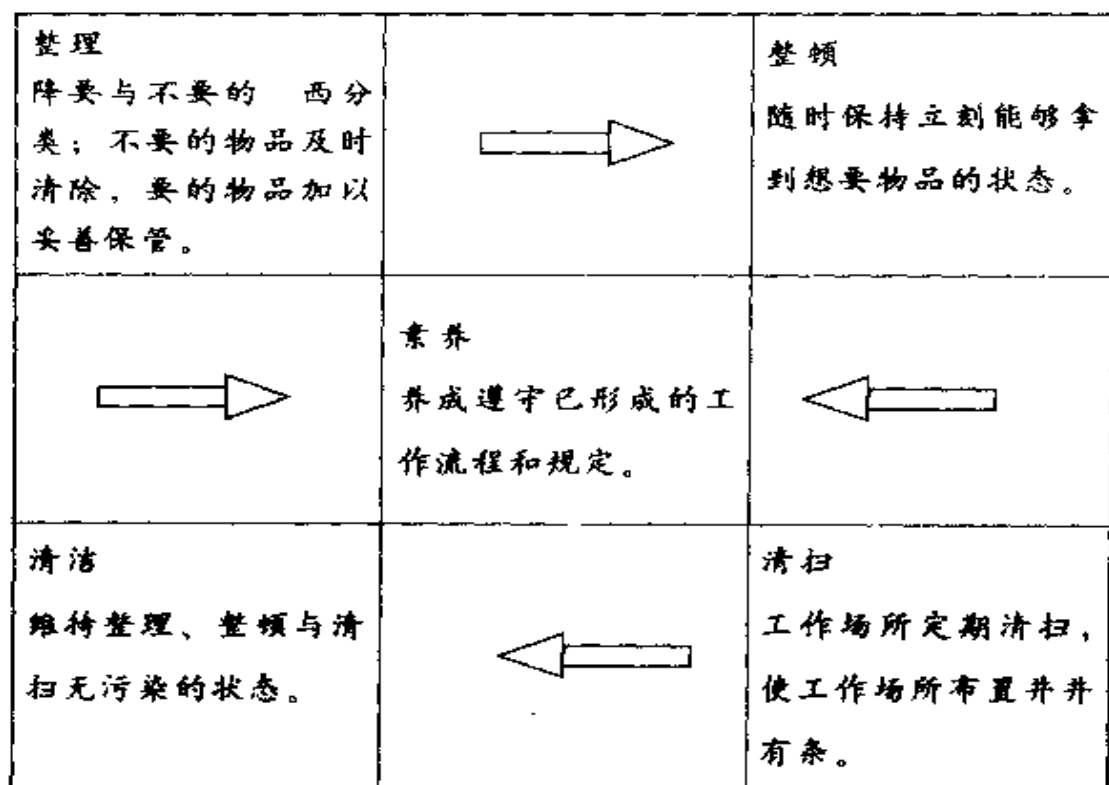 整理
降要与不要的　西分
类；不要的物品及时
清除，要的物品加以
妥善保管。
整顿
随时保持立刻能够拿
到想要物品的状态。
素养
养成遵守已形成的工
作流程和规定。
清洁
维持整理、整顿与清
扫无污染的状态。
清扫
工作场所定期清扫，
使工作场所布置井井
有条。